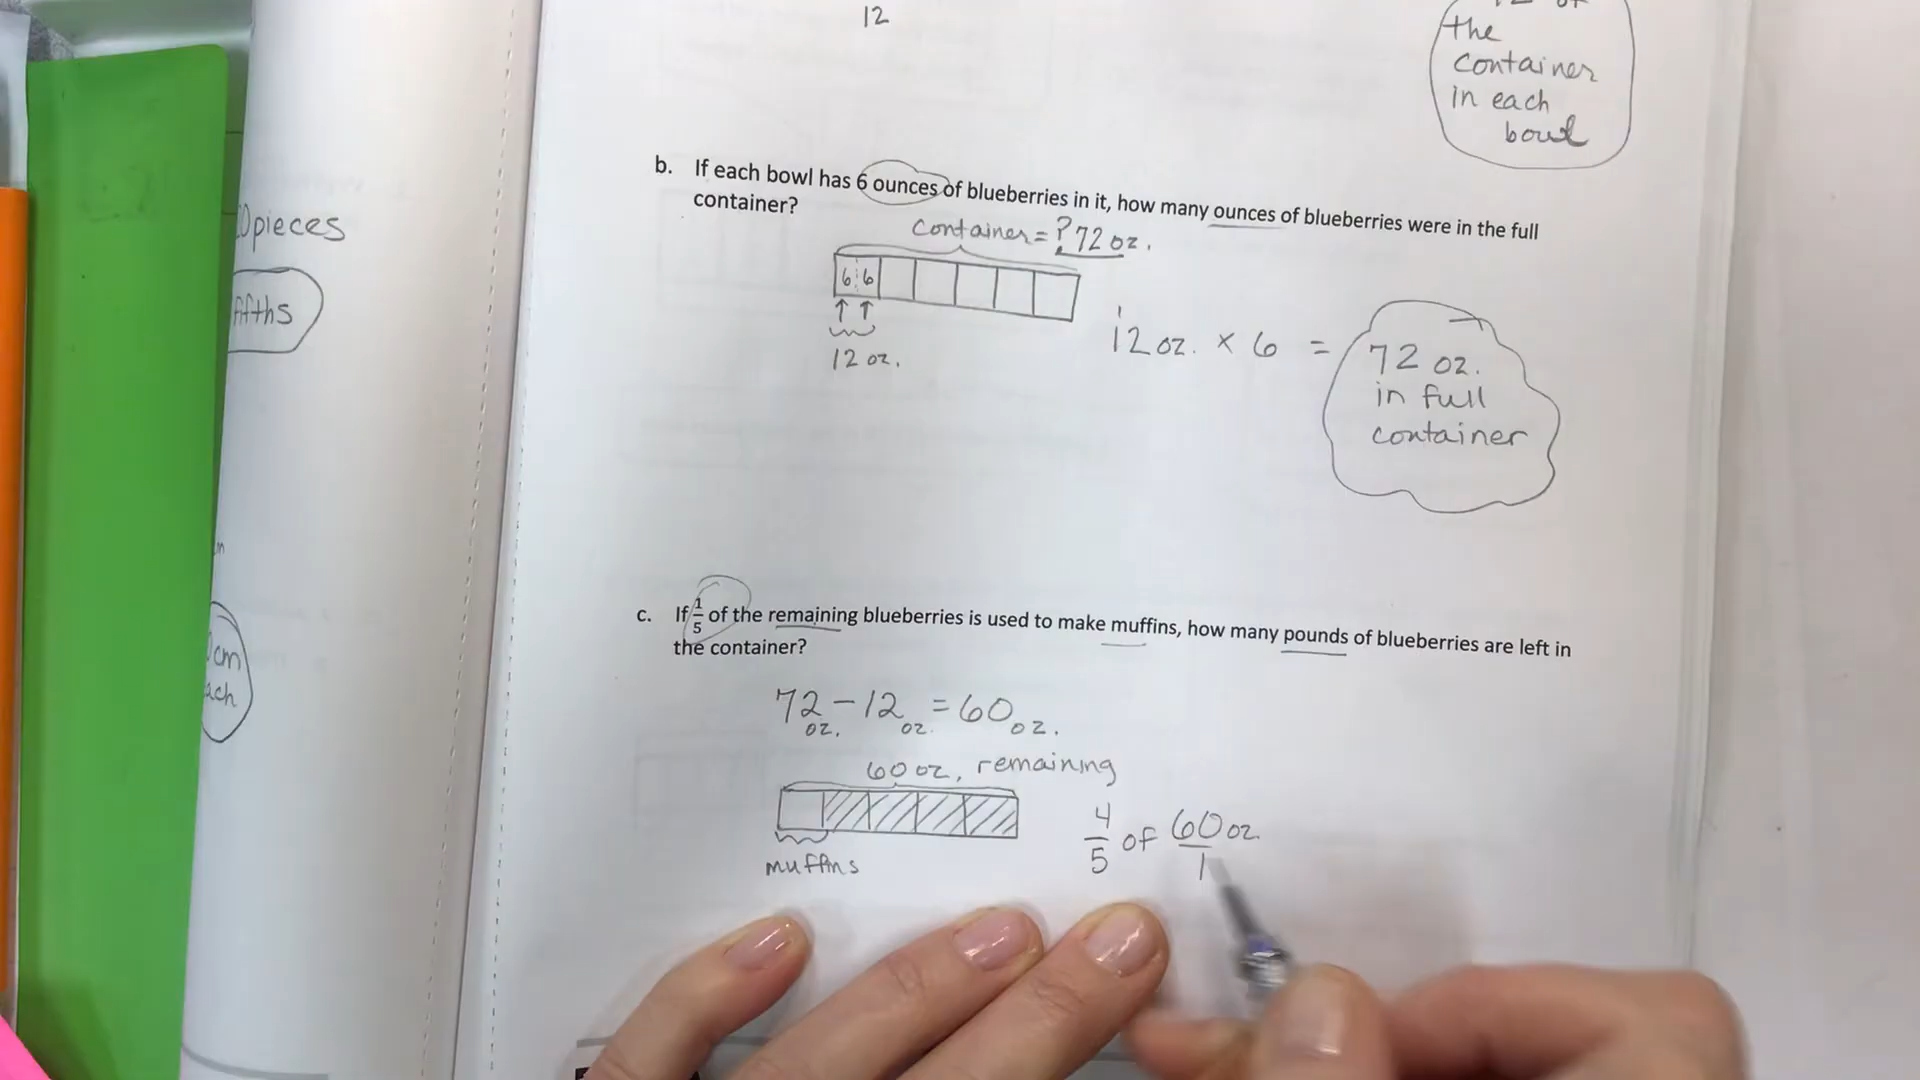 12
the
container
in each
bowl
pieces
fifths
cm
b. If each bowl has 6 ounces of blueberries in it, how many ounces of blueberries were in the full
container?
container = ? 72 oz.
6 6
12 oz.
12 oz. × 6 = 72 oz.
in full
container
c. If 1/5 of the remaining blueberries is used to make muffins, how many pounds of blueberries are left in
the container?
72 oz. - 12 oz. = 60 oz.
60 oz. remaining
muffins
4/5 of 60 oz. / 1